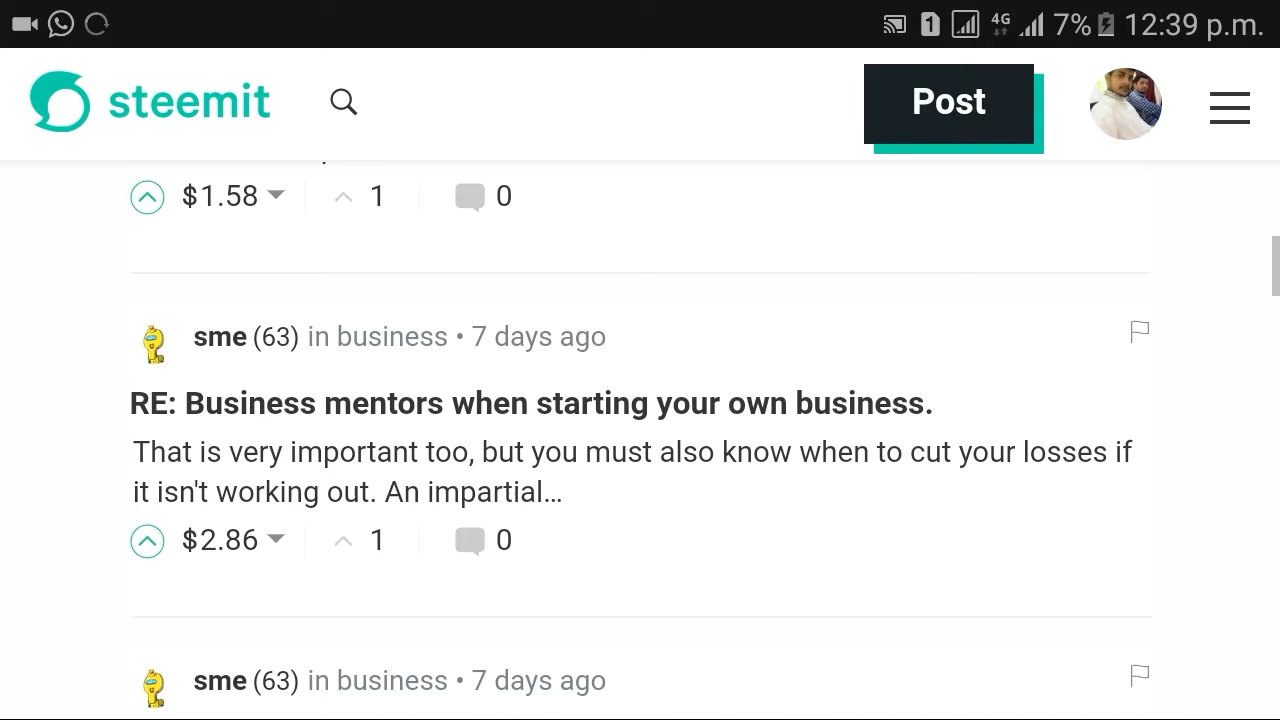 1 4G 7% 12:39 p.m.
steemit
Post
$1.58 1 0
sme (63) in business • 7 days ago
RE: Business mentors when starting your own business.
That is very important too, but you must also know when to cut your losses if
it isn't working out. An impartial...
$2.86 1 0
sme (63) in business • 7 days ago